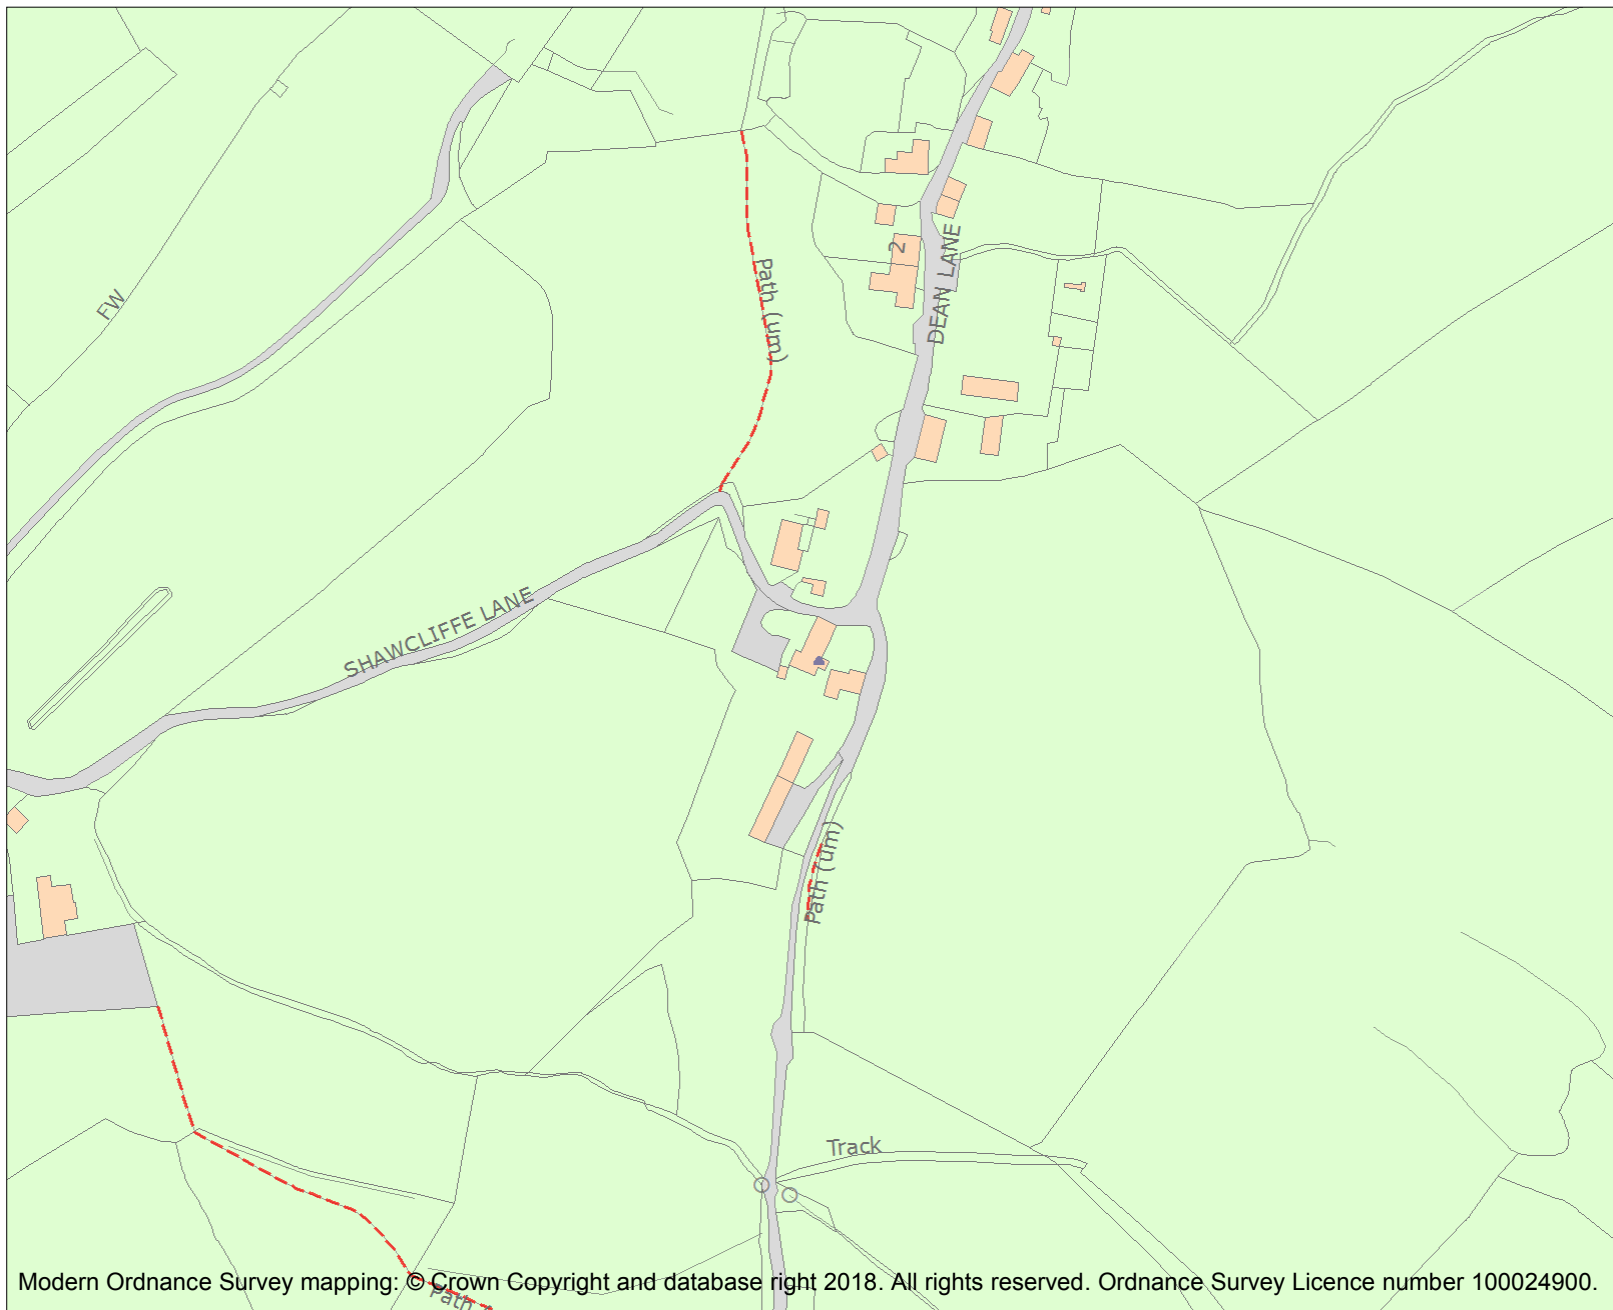 2
DEAN LANE
Path (um)
FW
SHAWCLIFFE LANE
Path (um)
Track
Path
Modern Ordnance Survey mapping: © Crown Copyright and database right 2018. All rights reserved. Ordnance Survey Licence number 100024900.